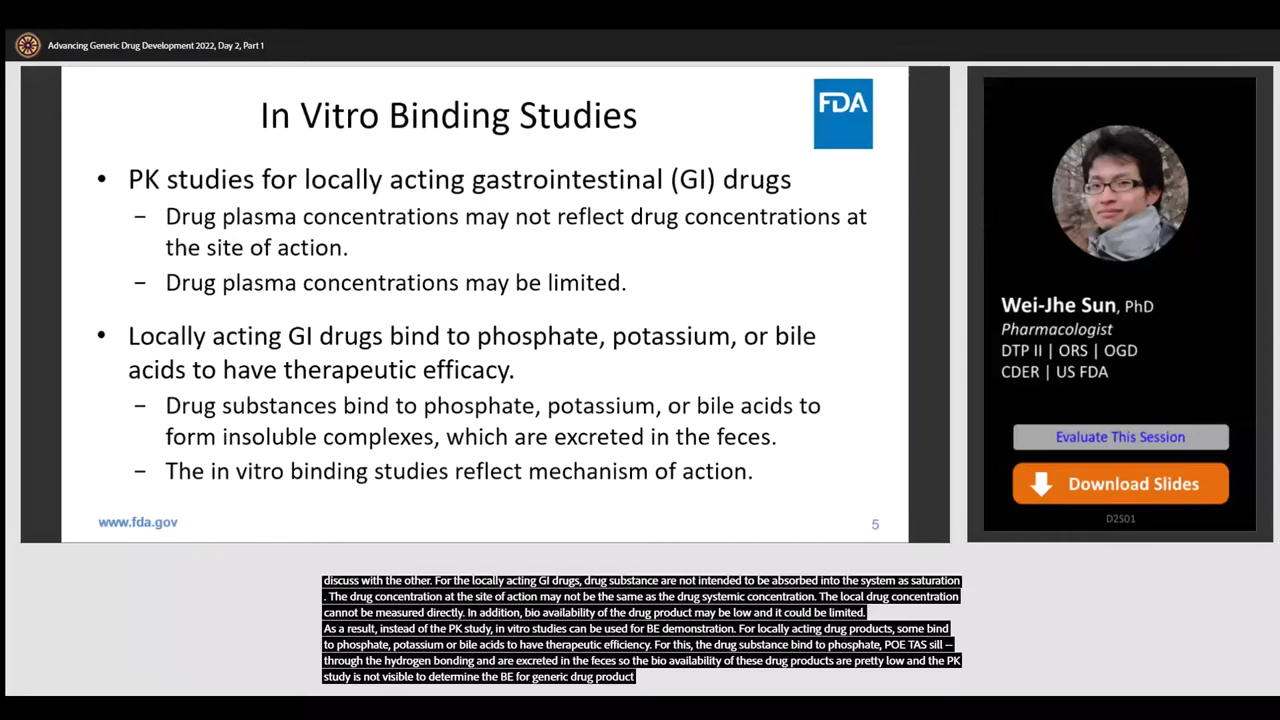 Advancing Generic Drug Development 2022, Day 2, Part 1
In Vitro Binding Studies
FDA
• PK studies for locally acting gastrointestinal (GI) drugs
– Drug plasma concentrations may not reflect drug concentrations at
the site of action.
– Drug plasma concentrations may be limited.
• Locally acting GI drugs bind to phosphate, potassium, or bile
acids to have therapeutic efficacy.
– Drug substances bind to phosphate, potassium, or bile acids to
form insoluble complexes, which are excreted in the feces.
– The in vitro binding studies reflect mechanism of action.
www.fda.gov
5
Wei-Jhe Sun, PhD
Pharmacologist
DTP II | ORS | OGD
CDER | US FDA
Evaluate This Session
Download Slides
D2S01
discuss with the other. For the locally acting GI drugs, drug substance are not intended to be absorbed into the system as saturation
. The drug concentration at the site of action may not be the same as the drug systemic concentration. The local drug concentration
cannot be measured directly. In addition, bio availability of the drug product may be low and it could be limited.
As a result, instead of the PK study, in vitro studies can be used for BE demonstration. For locally acting drug products, some bind
to phosphate, potassium or bile acids to have therapeutic efficiency. For this, the drug substance bind to phosphate, POE TAS sill --
through the hydrogen bonding and are excreted in the feces so the bio availability of these drug products are pretty low and the PK
study is not visible to determine the BE for generic drug product